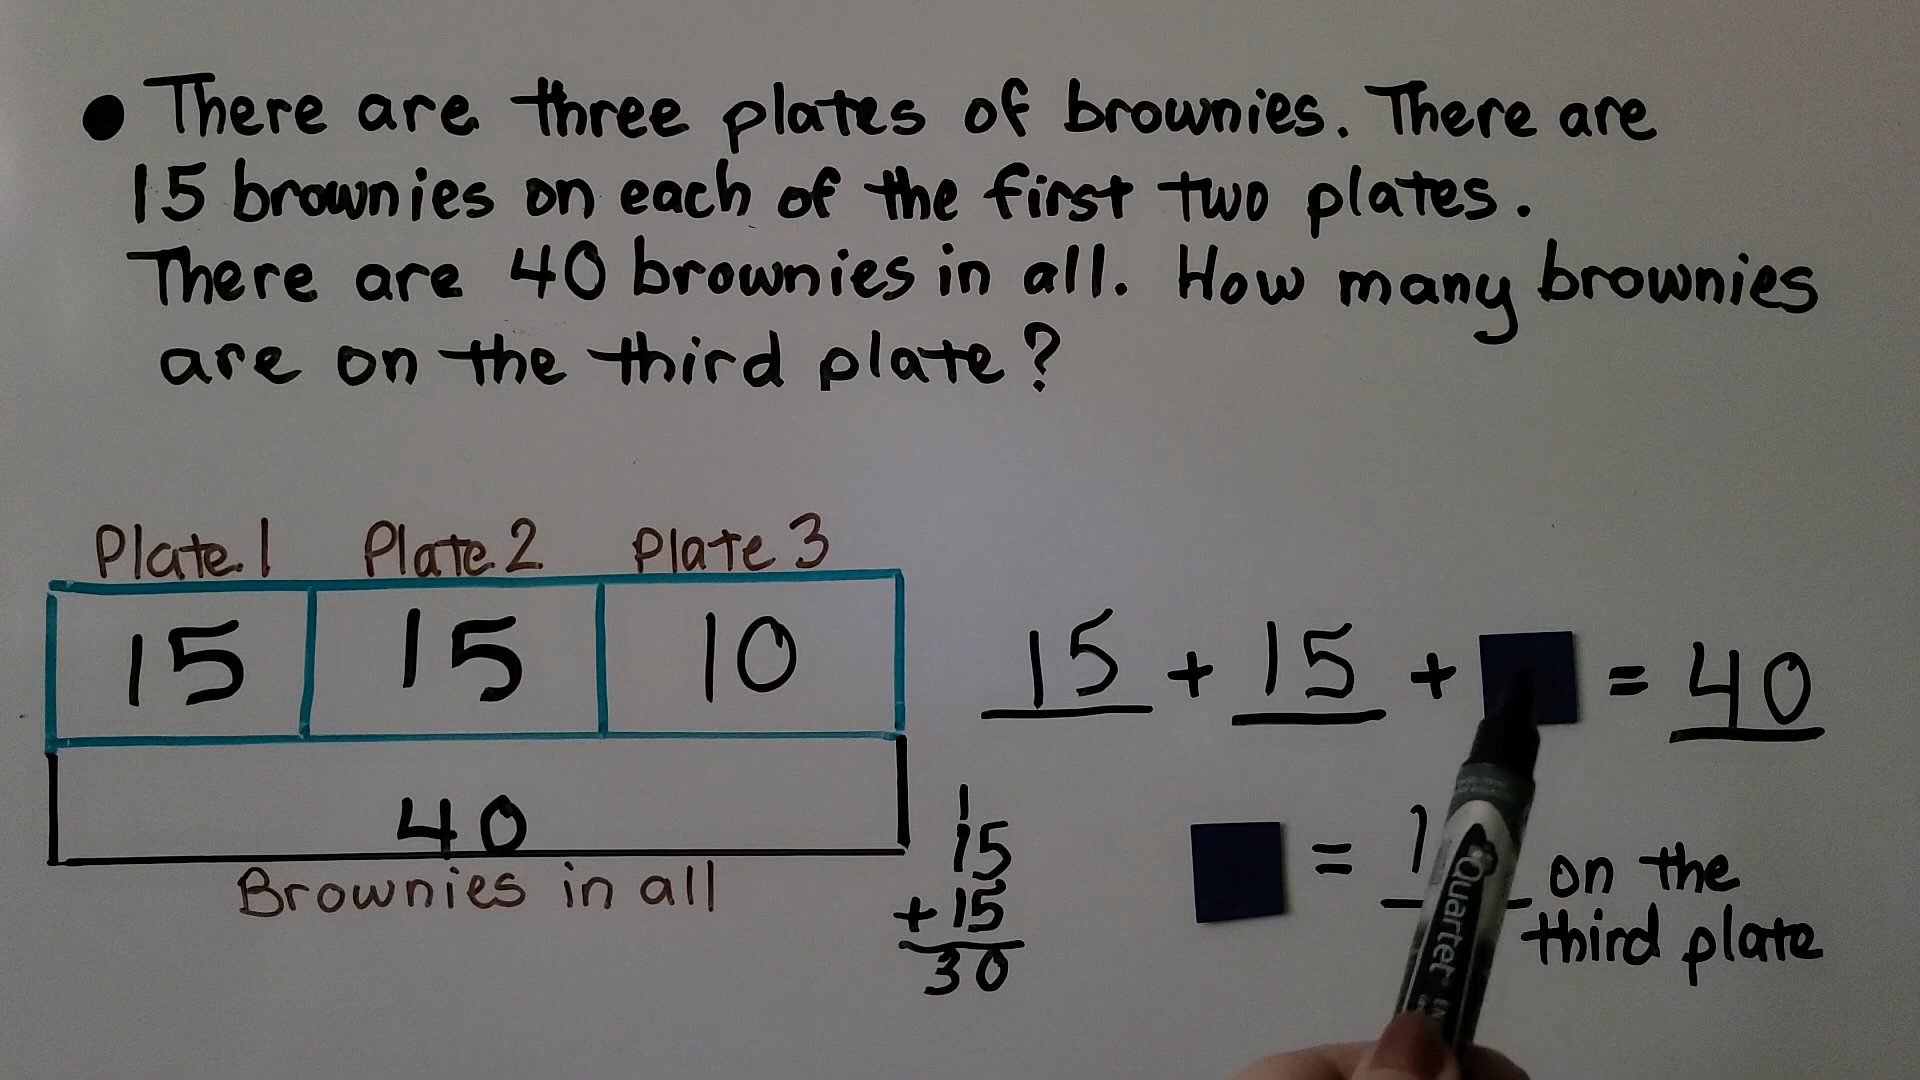 • There are three plates of brownies. There are
15 brownies on each of the first two plates.
There are 40 brownies in all. How many brownies
are on the third plate?
Plate 1 Plate 2 Plate 3
15 15 10
40
Brownies in all
15 + 15 + = 40
1
15
+ 15
30
= 1
on the
third plate
Quartet